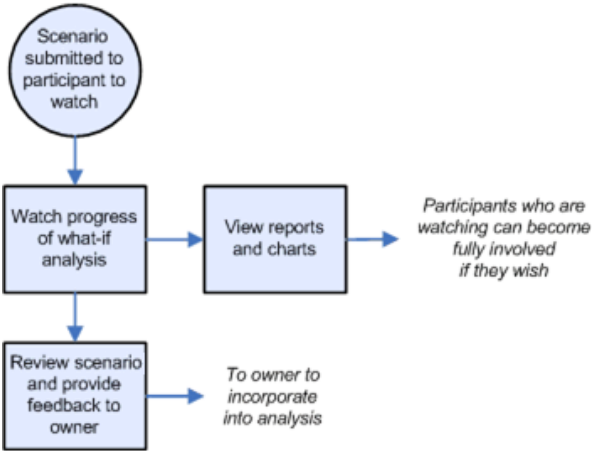 Scenario
submitted to
participant to
watch
Watch progress
of what-if
analysis
View reports
and charts
Participants who are
watching can become
fully involved
if they wish
Review scenario
and provide
feedback to
owner
To owner to
incorporate
into analysis